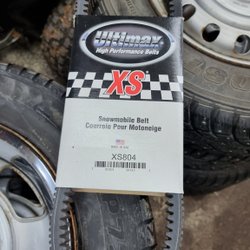 Ultimax
High Performance Belts
XS
Snowmobile Belt
Courroie Pour Motoneige
XS804